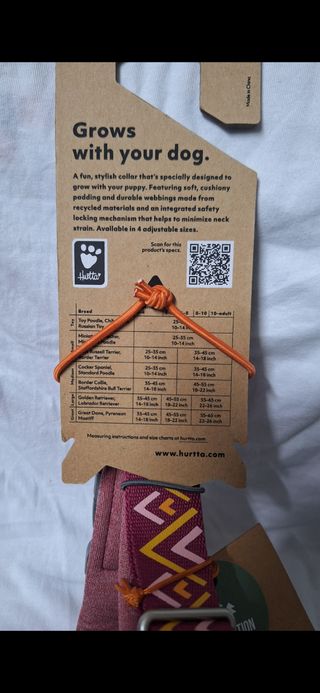 Made in China
Grows
with your dog.
A fun, stylish collar that's specially designed to
grow with your puppy. Featuring soft, cushiony
padding and durable webbings made from
recycled materials and an integrated safety
locking mechanism that helps to minimize neck
strain. Available in 4 adjustable sizes.
Hurtta
Scan for this
product's specs.
Breed 8-10 10-adult
Toy Poodle, 25-35 cm
Russian Toy 10-14 inch
25-35 cm
10-14 inch
Russell Terrier, 25-35 cm 35-45 cm
Border Terrier 10-14 inch 14-18 inch
Cocker Spaniel, 25-35 cm 35-45 cm
Standard Poodle 10-14 inch 14-18 inch
Border Collie, 35-45 cm 45-55 cm
Staffordshire Bull Terrier 14-18 inch 18-22 inch
Golden Retriever, 35-45 cm 45-55 cm 55-65 cm
Labrador Retriever 14-18 inch 18-22 inch 22-26 inch
Great Dane, Pyrenean 35-45 cm 45-55 cm 55-65 cm
Mastiff 14-18 inch 18-22 inch 22-26 inch
Toy
Medium
Large
Giant
Measuring instructions and size charts at hurtta.com
www.hurtta.com